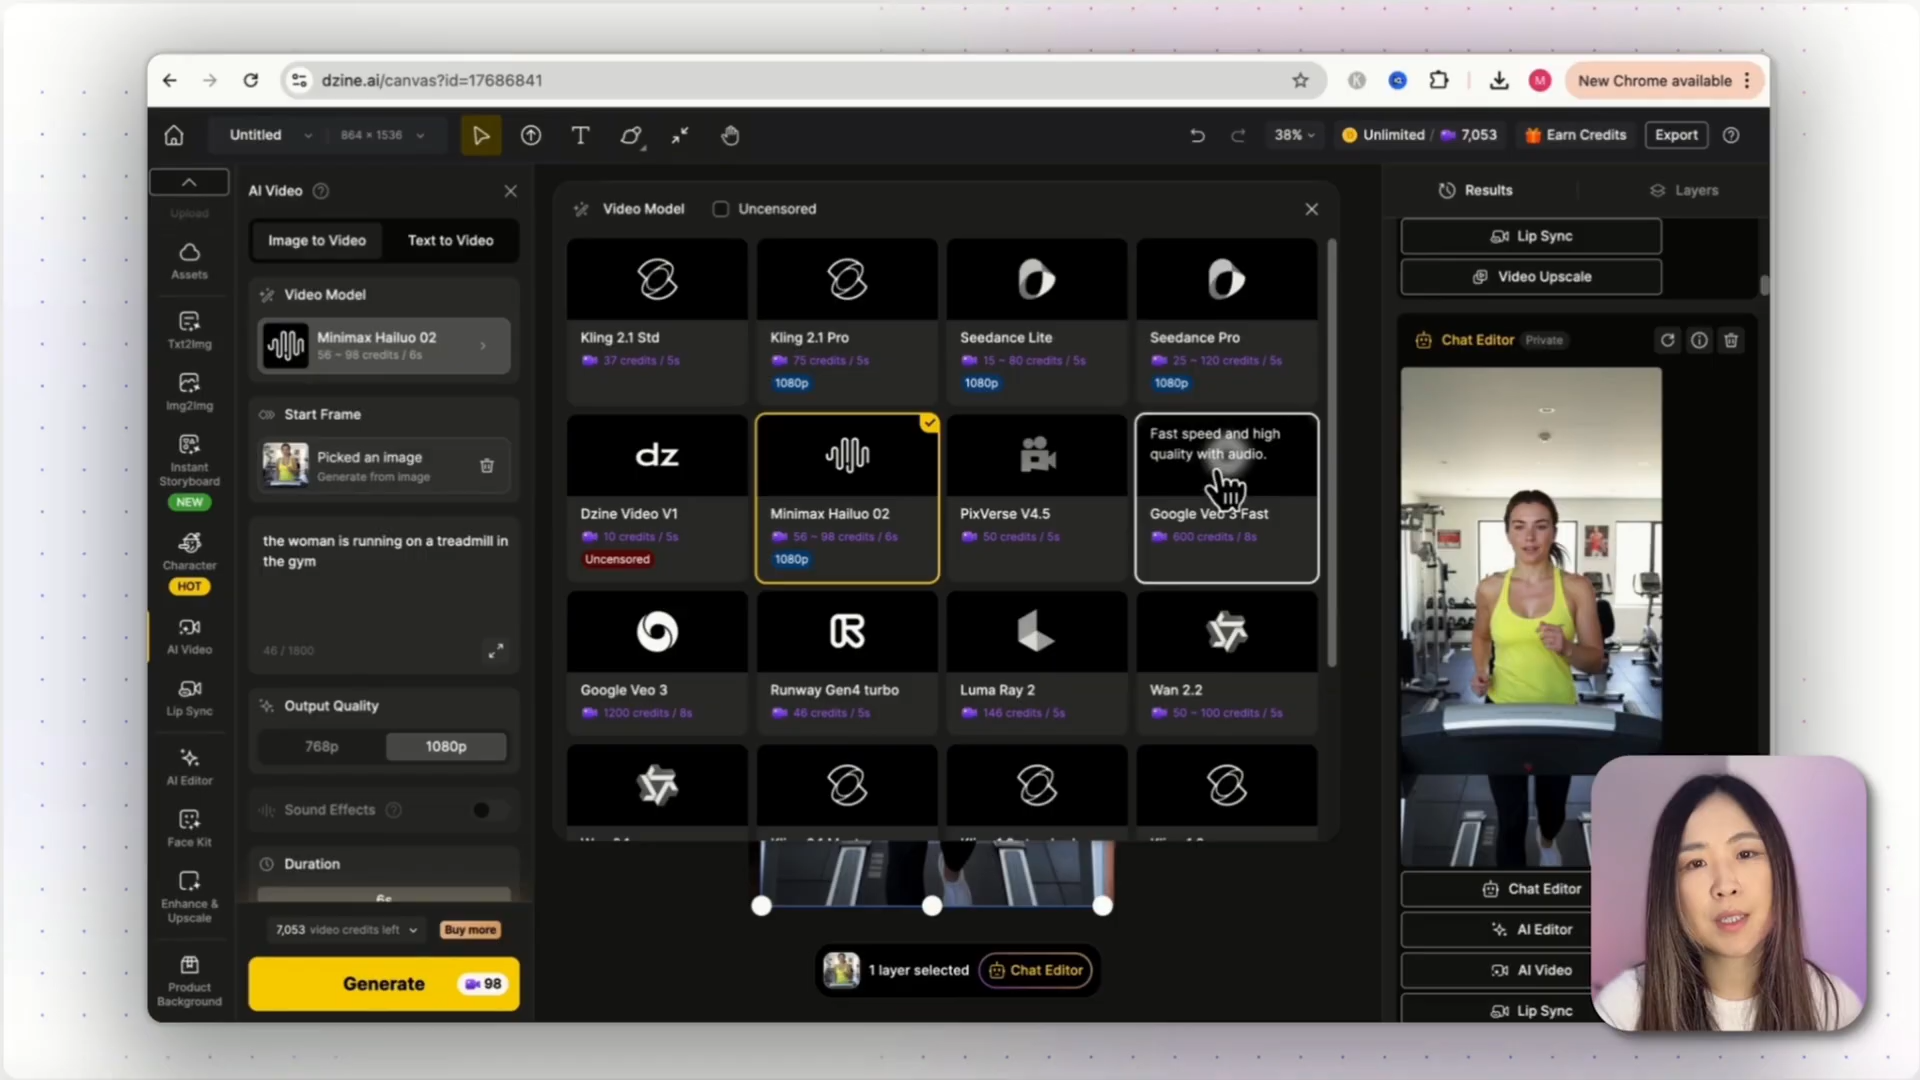 dzine.ai/canvas?id=17686841
New Chrome available
Untitled
864 × 1536
T
38%
Unlimited / 7,053
Earn Credits
Export
Upload
Assets
Txt2Img
Img2Img
Instant
Storyboard
NEW
Character
HOT
AI Video
Lip Sync
AI Editor
Face Kit
Enhance &
Upscale
Product
Background
AI Video
Image to Video
Text to Video
Video Model
Minimax Hailuo 02
56 ~ 98 credits / 6s
Start Frame
Picked an image
Generate from image
the woman is running on a treadmill in
the gym
46 / 1800
Output Quality
768p
1080p
Sound Effects
Duration
6s
7,053 video credits left
Buy more
Generate
98
Video Model
Uncensored
Kling 2.1 Std
37 credits / 5s
Kling 2.1 Pro
75 credits / 5s
1080p
Seedance Lite
15 ~ 80 credits / 5s
1080p
Seedance Pro
25 ~ 120 credits / 5s
1080p
dz
Dzine Video V1
10 credits / 5s
Uncensored
Minimax Hailuo 02
56 ~ 98 credits / 6s
1080p
PixVerse V4.5
50 credits / 5s
Fast speed and high
quality with audio.
Google Veo 3 Fast
600 credits / 8s
Google Veo 3
1200 credits / 8s
Runway Gen4 turbo
46 credits / 5s
Luma Ray 2
146 credits / 5s
Wan 2.2
50 ~ 100 credits / 5s
1 layer selected
Chat Editor
Results
Layers
Lip Sync
Video Upscale
Chat Editor
Private
Chat Editor
AI Editor
AI Video
Lip Sync